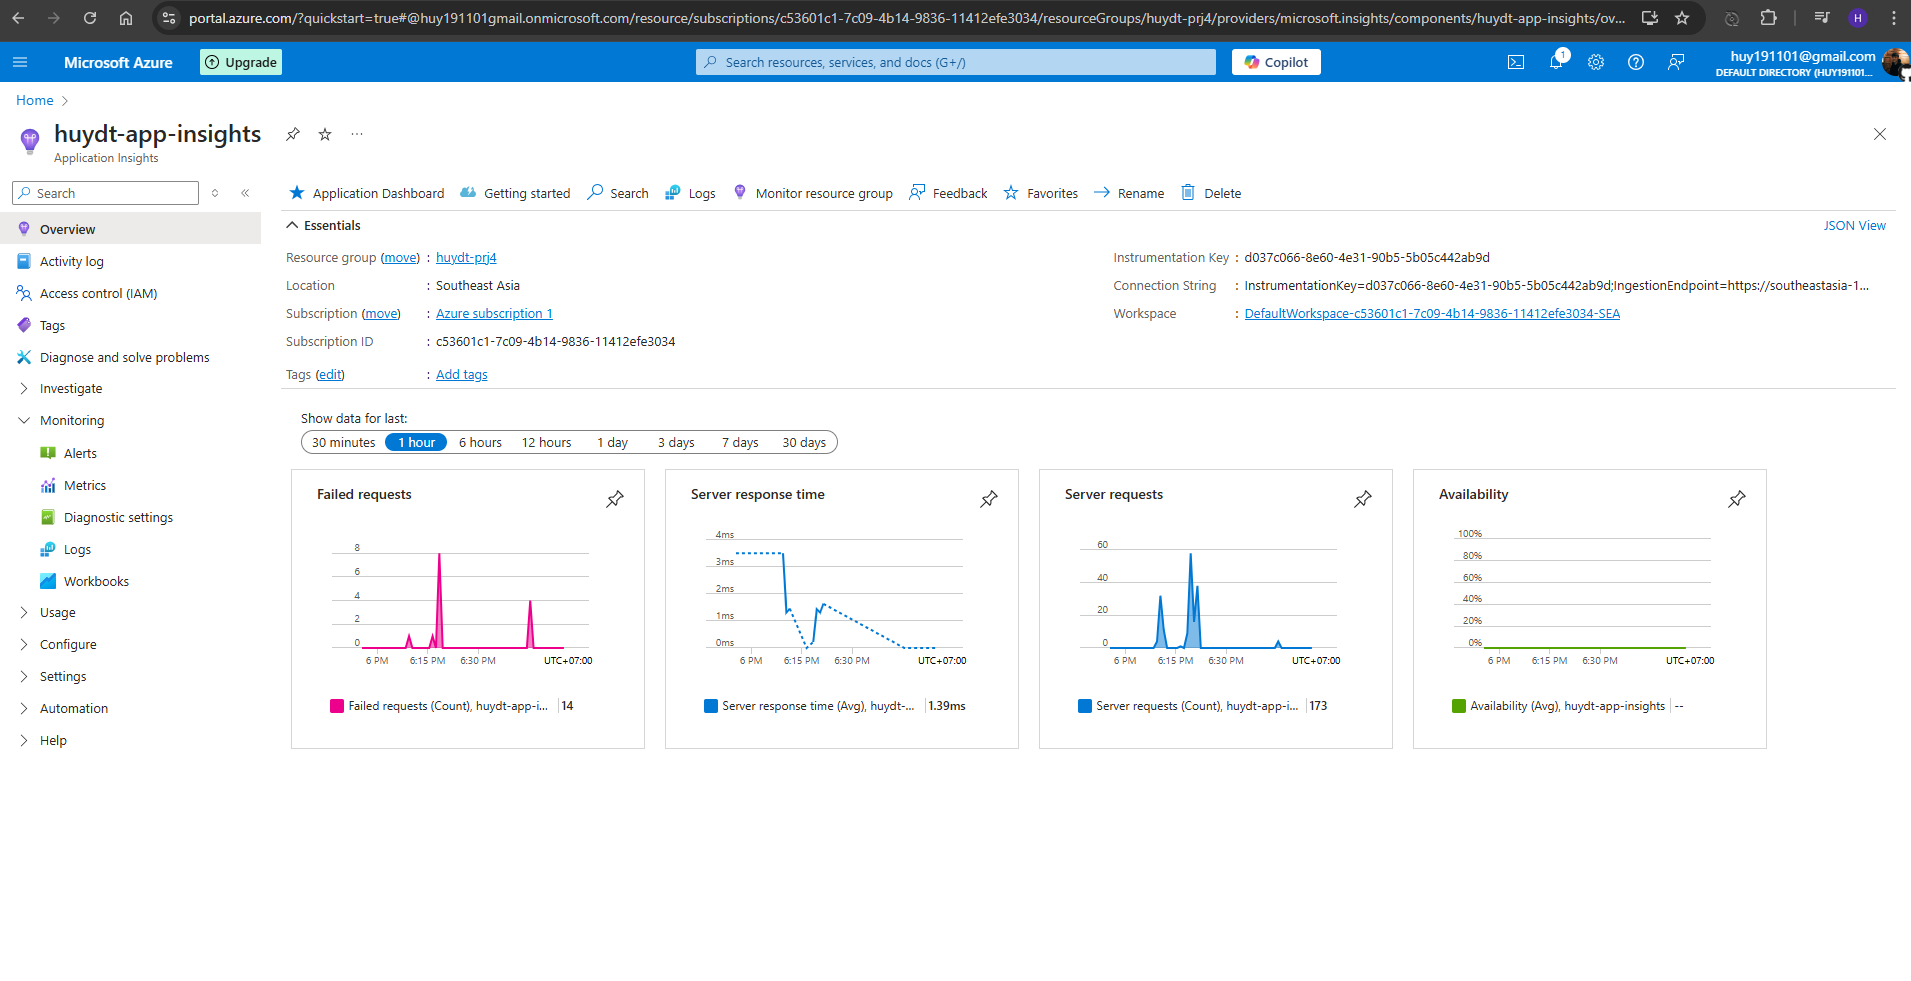 portal.azure.com/?quickstart=true#@huy191101gmail.onmicrosoft.com/resource/subscriptions/c53601c1-7c09-4b14-9836-11412efe3034/resourceGroups/huydt-prj4/providers/microsoft.insights/components/huydt-app-insights/ov...
H
Microsoft Azure
Upgrade
Search resources, services, and docs (G+/)
Copilot
1
huy191101@gmail.com
DEFAULT DIRECTORY (HUY191101...
Home
huydt-app-insights
Application Insights
Search
Overview
Activity log
Access control (IAM)
Tags
Diagnose and solve problems
Investigate
Monitoring
Alerts
Metrics
Diagnostic settings
Logs
Workbooks
Usage
Configure
Settings
Automation
Help
Application Dashboard
Getting started
Search
Logs
Monitor resource group
Feedback
Favorites
Rename
Delete
Essentials
JSON View
Resource group (move) : huydt-prj4
Location : Southeast Asia
Subscription (move) : Azure subscription 1
Subscription ID : c53601c1-7c09-4b14-9836-11412efe3034
Tags (edit) : Add tags
Instrumentation Key : d037c066-8e60-4e31-90b5-5b05c442ab9d
Connection String : InstrumentationKey=d037c066-8e60-4e31-90b5-5b05c442ab9d;IngestionEndpoint=https://southeastasia-1...
Workspace : DefaultWorkspace-c53601c1-7c09-4b14-9836-11412efe3034-SEA
Show data for last:
30 minutes 1 hour 6 hours 12 hours 1 day 3 days 7 days 30 days
Failed requests
8
6
4
2
0
6 PM 6:15 PM 6:30 PM UTC+07:00
Failed requests (Count), huydt-app-i... 14
Server response time
4ms
3ms
2ms
1ms
0ms
6 PM 6:15 PM 6:30 PM UTC+07:00
Server response time (Avg), huydt-... 1.39ms
Server requests
60
40
20
0
6 PM 6:15 PM 6:30 PM UTC+07:00
Server requests (Count), huydt-app-i... 173
Availability
100%
80%
60%
40%
20%
0%
6 PM 6:15 PM 6:30 PM UTC+07:00
Availability (Avg), huydt-app-insights --